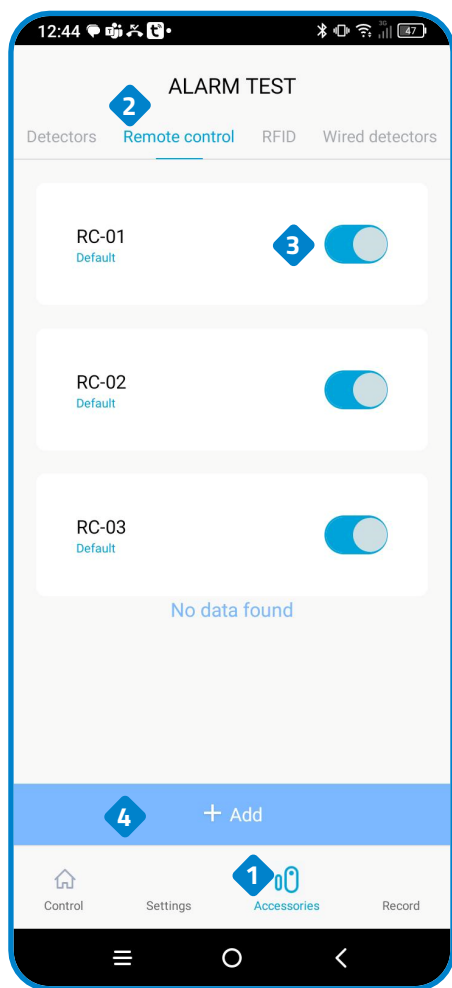 12:44 3G 47
ALARM TEST
2
Detectors Remote control RFID Wired detectors
RC-01
Default
3
RC-02
Default
RC-03
Default
No data found
4 + Add
1
Control Settings Accessories Record